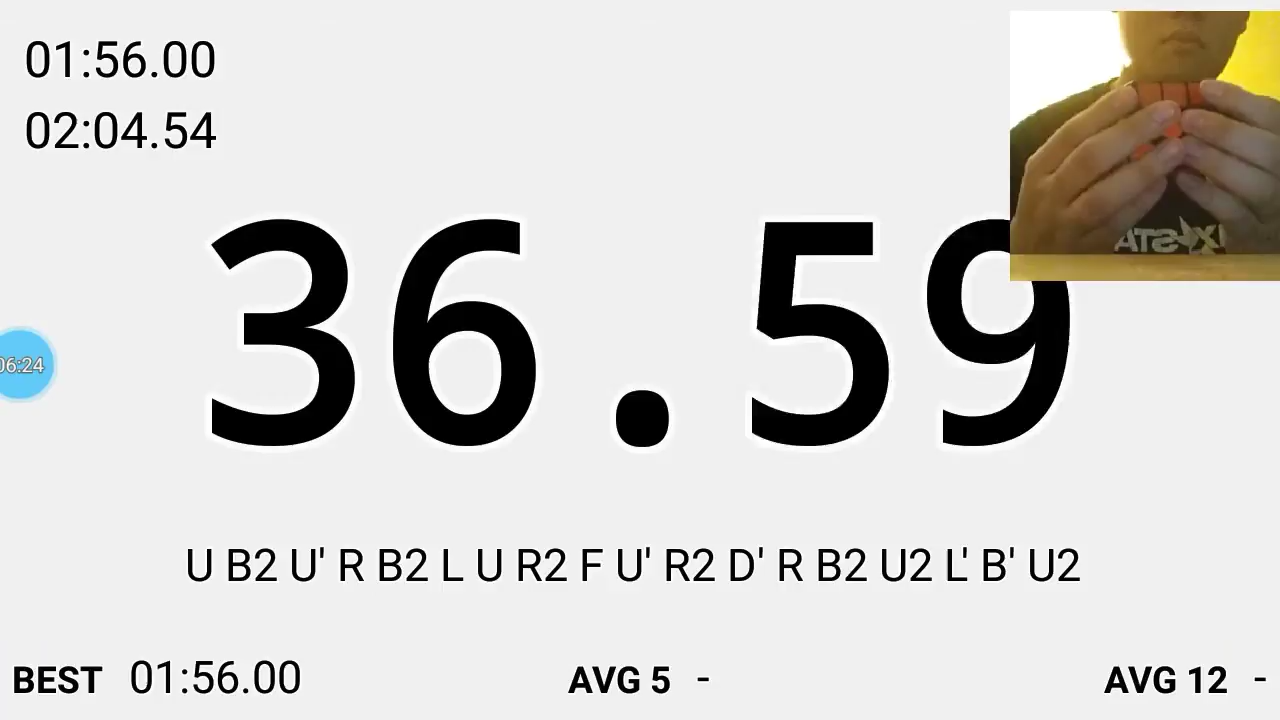 01:56.00
02:04.54
36.59
06:24
U B2 U' R B2 L U R2 F U' R2 D' R B2 U2 L' B' U2
BEST 01:56.00 AVG 5 - AVG 12 -